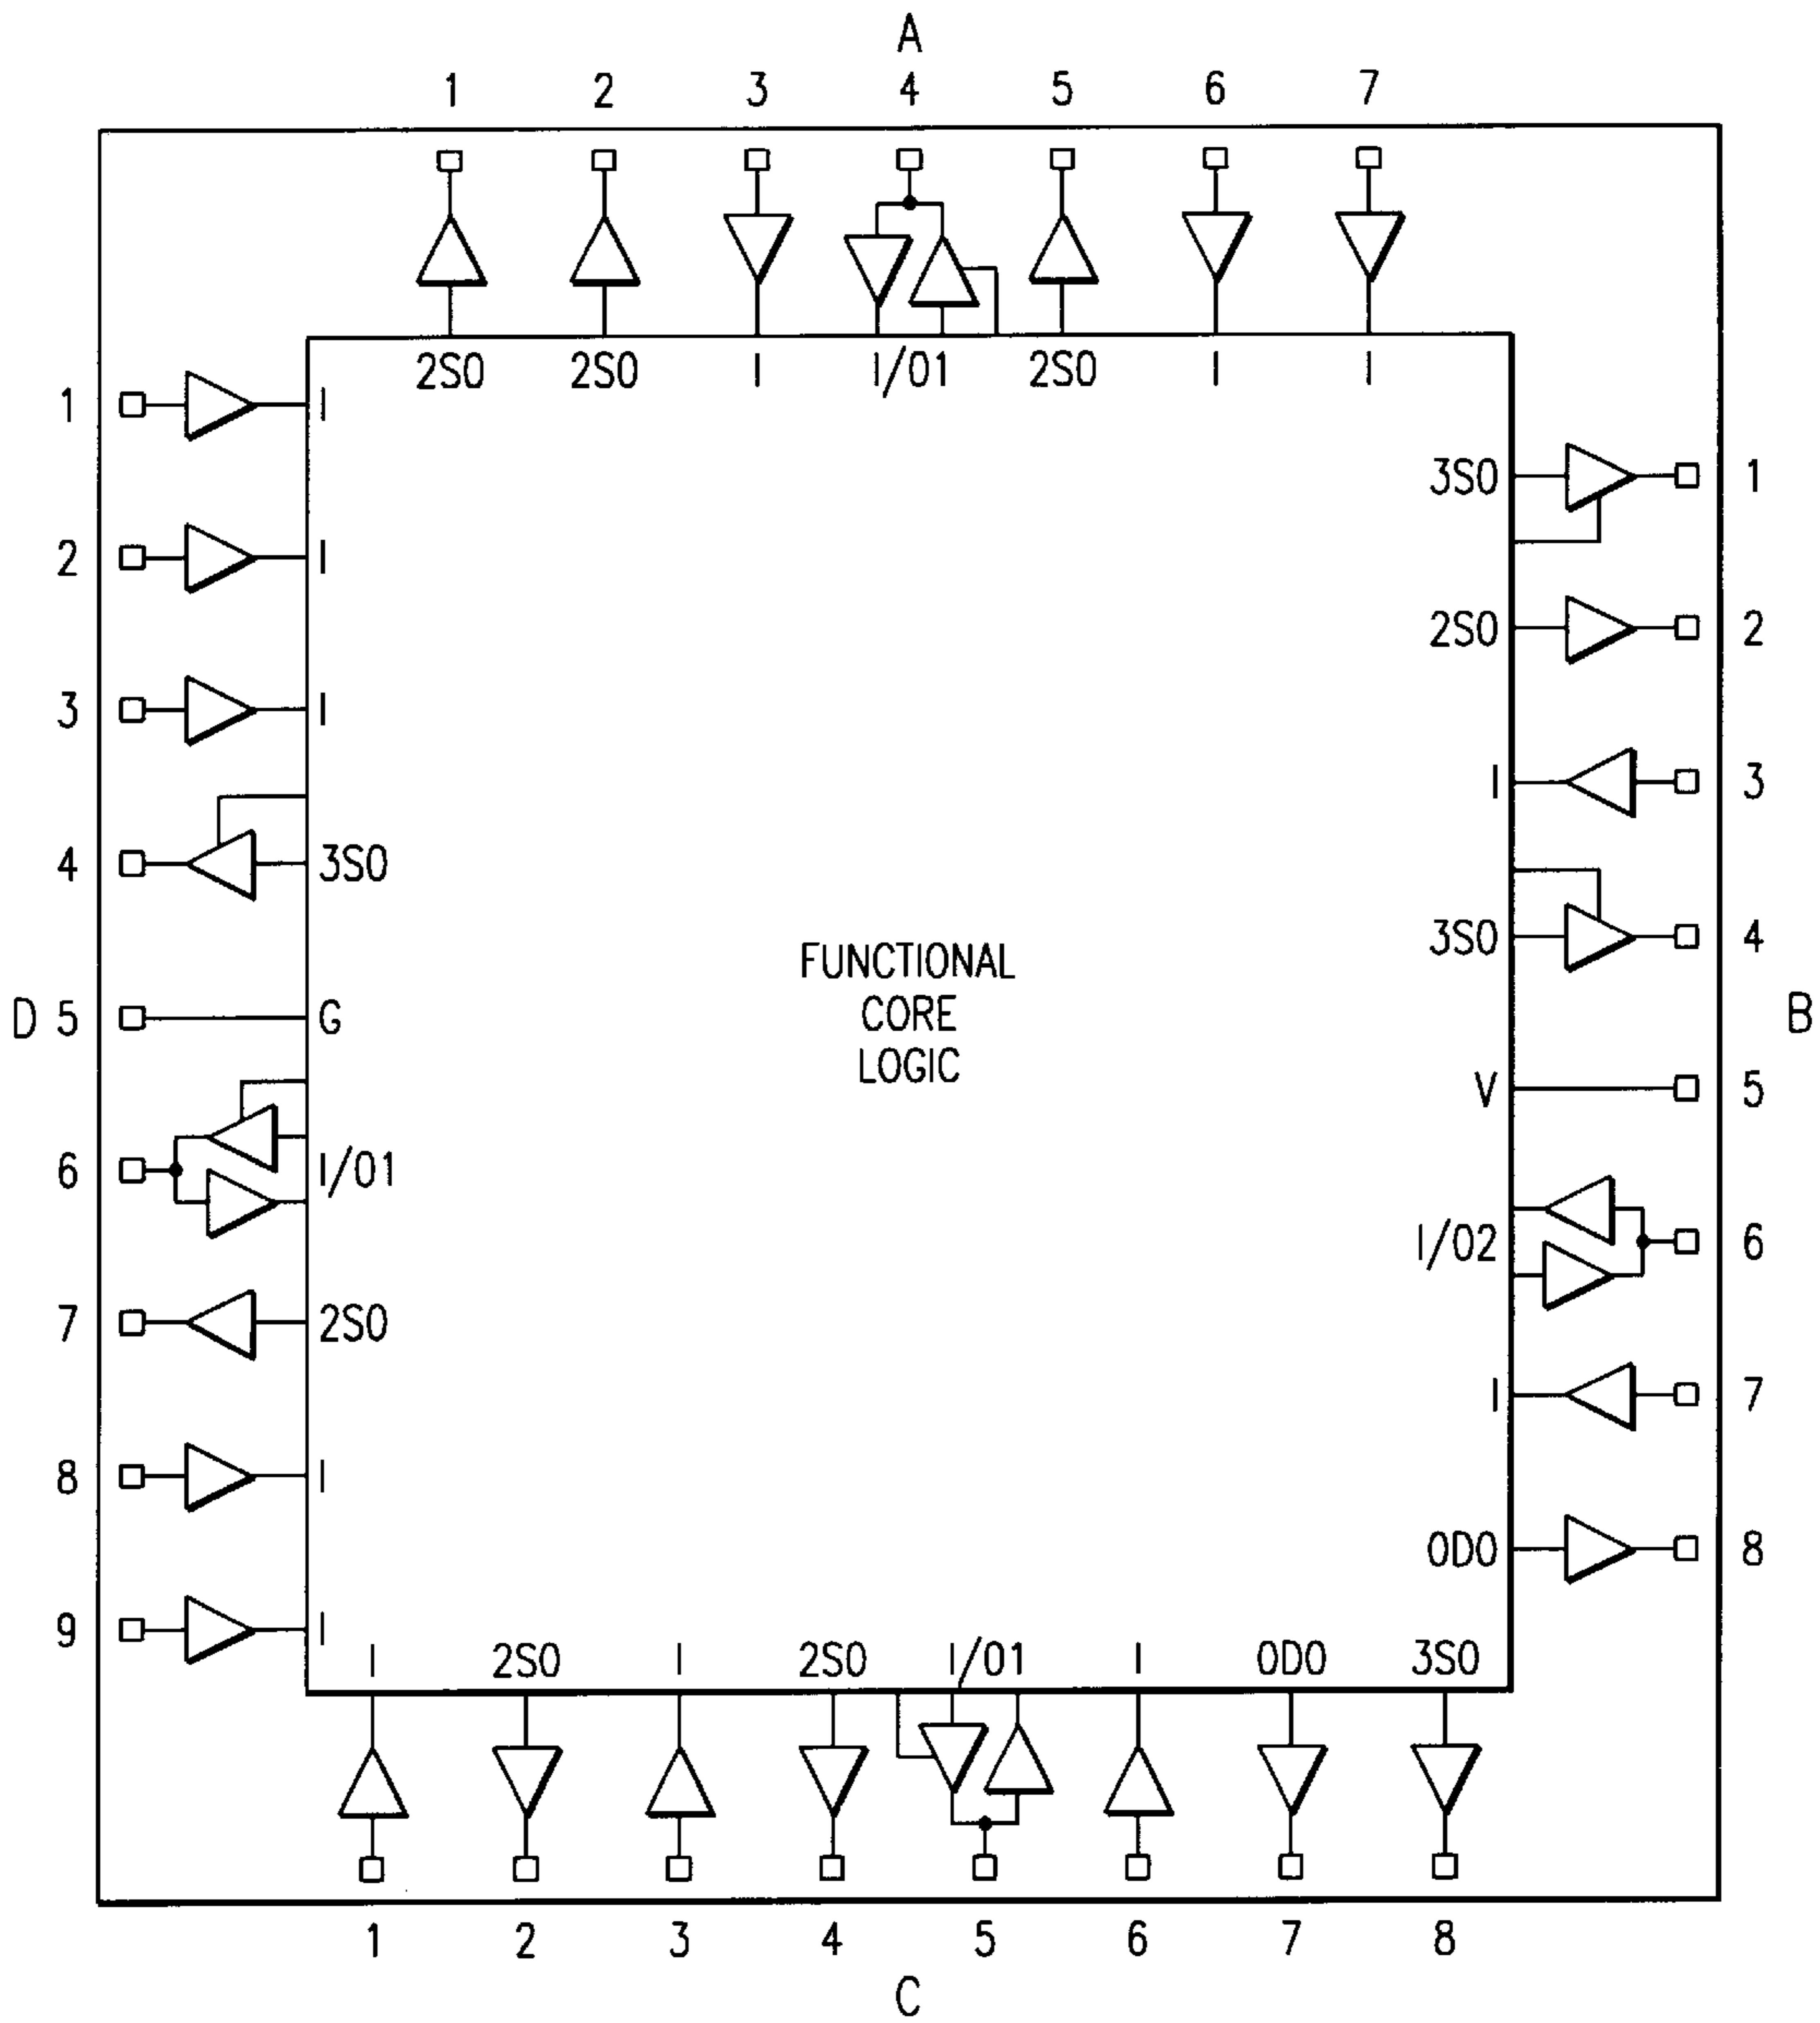 A
1 2 3 4 5 6 7
2SO 2SO I I/O1 2SO I I
1 I
3SO 1
2 I
2SO 2
3 I
I 3
4 3SO
3SO 4
FUNCTIONAL
CORE
LOGIC
D 5 G
B
V 5
6 I/O1
I/O2 6
7 2SO
I 7
8 I
ODO 8
9 I
I 2SO I 2SO I/O1 I ODO 3SO
1 2 3 4 5 6 7 8
C